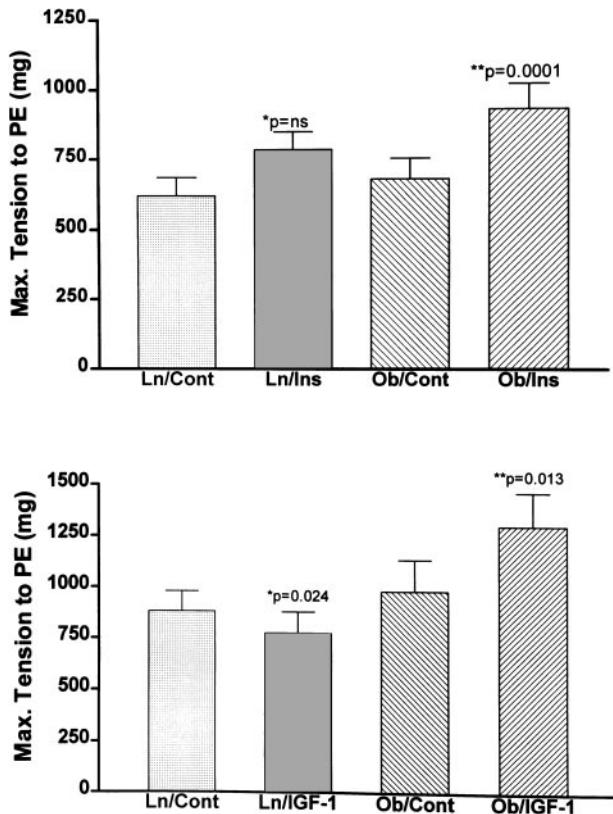 Max. Tension to PE (mg)
1250
1000
750
500
250
0
*p=ns
**p=0.0001
Ln/Cont Ln/Ins Ob/Cont Ob/Ins
Max. Tension to PE (mg)
1500
1250
1000
750
500
250
0
*p=0.024
**p=0.013
Ln/Cont Ln/IGF-1 Ob/Cont Ob/IGF-1